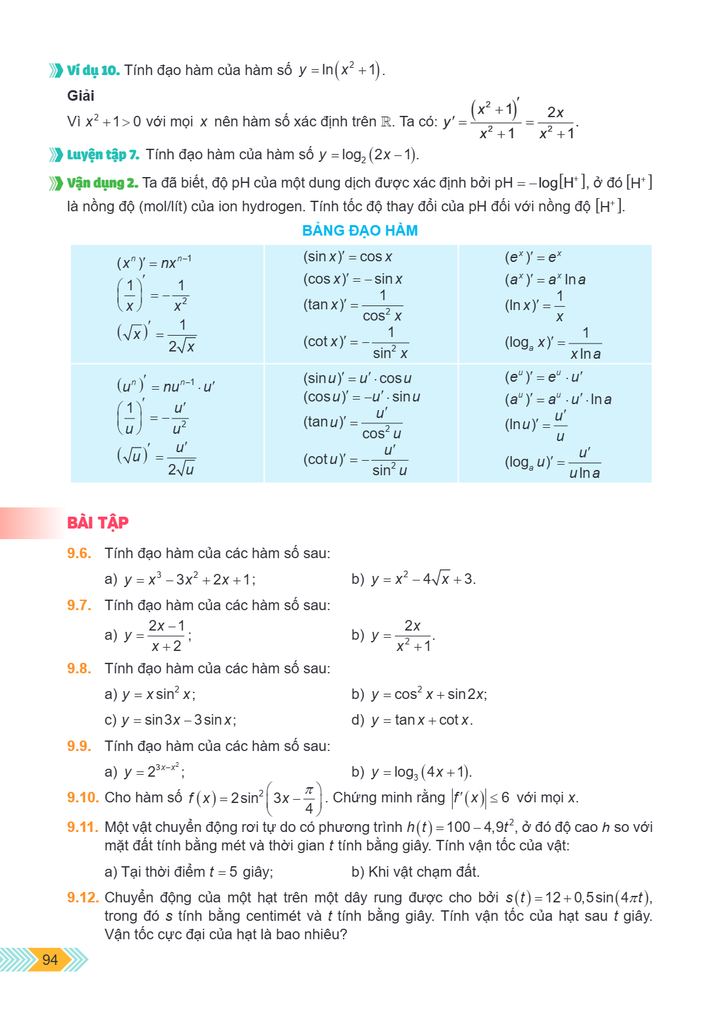 Ví dụ 10. Tính đạo hàm của hàm số y = ln(x² + 1).
Giải
Vì x² + 1 > 0 với mọi x nên hàm số xác định trên ℝ. Ta có: y′ = (x² + 1)′/(x² + 1) = 2x/(x² + 1).
Luyện tập 7. Tính đạo hàm của hàm số y = log₂(2x − 1).
Vận dụng 2. Ta đã biết, độ pH của một dung dịch được xác định bởi pH = −log[H⁺], ở đó [H⁺]
là nồng độ (mol/lít) của ion hydrogen. Tính tốc độ thay đổi của pH đối với nồng độ [H⁺].
BẢNG ĐẠO HÀM
(xⁿ)′ = nxⁿ⁻¹
(1/x)′ = −1/x²
(√x)′ = 1/(2√x)
(sin x)′ = cos x
(cos x)′ = −sin x
(tan x)′ = 1/cos² x
(cot x)′ = −1/sin² x
(eˣ)′ = eˣ
(aˣ)′ = aˣ ln a
(ln x)′ = 1/x
(logₐ x)′ = 1/(x ln a)
(uⁿ)′ = nuⁿ⁻¹ · u′
(1/u)′ = −u′/u²
(√u)′ = u′/(2√u)
(sin u)′ = u′ · cos u
(cos u)′ = −u′ · sin u
(tan u)′ = u′/cos² u
(cot u)′ = −u′/sin² u
(eᵘ)′ = eᵘ · u′
(aᵘ)′ = aᵘ · u′ · ln a
(ln u)′ = u′/u
(logₐ u)′ = u′/(u ln a)
BÀI TẬP
9.6. Tính đạo hàm của các hàm số sau:
a) y = x³ − 3x² + 2x + 1; b) y = x² − 4√x + 3.
9.7. Tính đạo hàm của các hàm số sau:
a) y = (2x − 1)/(x + 2); b) y = 2x/(x² + 1).
9.8. Tính đạo hàm của các hàm số sau:
a) y = x sin² x; b) y = cos² x + sin 2x;
c) y = sin 3x − 3 sin x; d) y = tan x + cot x.
9.9. Tính đạo hàm của các hàm số sau:
a) y = 2^(3x−x²); b) y = log₃(4x + 1).
9.10. Cho hàm số f(x) = 2sin²(3x − π/4). Chứng minh rằng |f′(x)| ≤ 6 với mọi x.
9.11. Một vật chuyển động rơi tự do có phương trình h(t) = 100 − 4,9t², ở đó độ cao h so với
mặt đất tính bằng mét và thời gian t tính bằng giây. Tính vận tốc của vật:
a) Tại thời điểm t = 5 giây; b) Khi vật chạm đất.
9.12. Chuyển động của một hạt trên một dây rung được cho bởi s(t) = 12 + 0,5 sin(4πt),
trong đó s tính bằng centimét và t tính bằng giây. Tính vận tốc của hạt sau t giây.
Vận tốc cực đại của hạt là bao nhiêu?
94